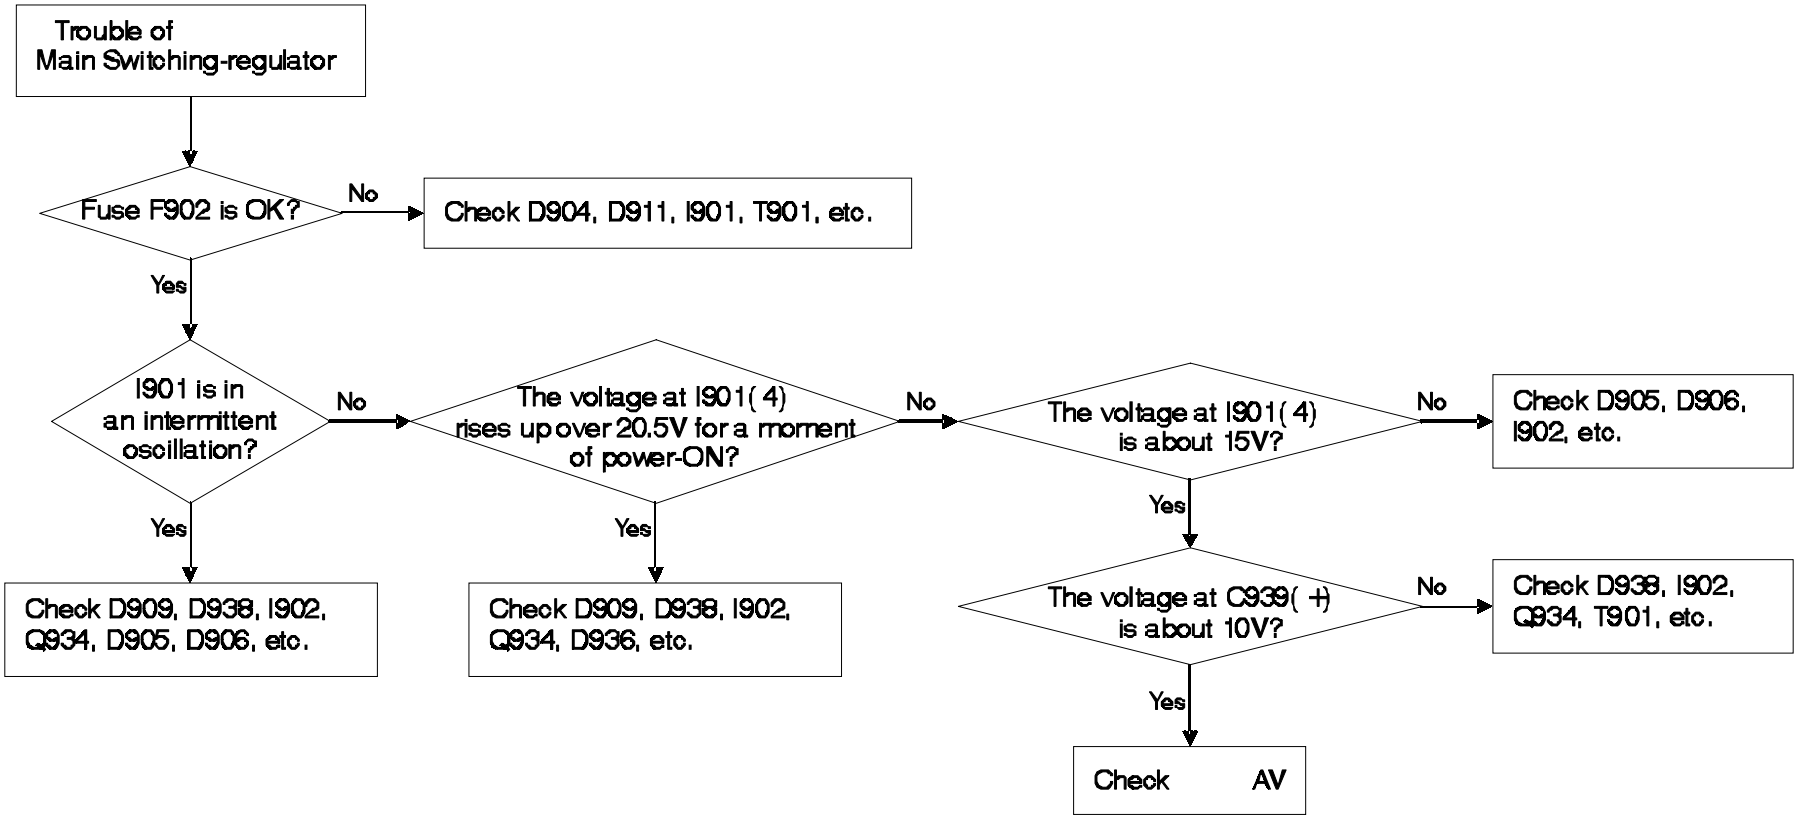 Trouble of
Main Switching-regulator
Fuse F902 is OK?
No
Check D904, D911, I901, T901, etc.
Yes
I901 is in
an intermittent
oscillation?
No
The voltage at I901( 4)
rises up over 20.5V for a moment
of power-ON?
No
The voltage at I901( 4)
is about 15V?
No
Check D905, D906,
I902, etc.
Yes
Yes
Yes
Check D909, D938, I902,
Q934, D905, D906, etc.
Check D909, D938, I902,
Q934, D936, etc.
The voltage at C939( +)
is about 10V?
No
Check D938, I902,
Q934, T901, etc.
Yes
Check AV